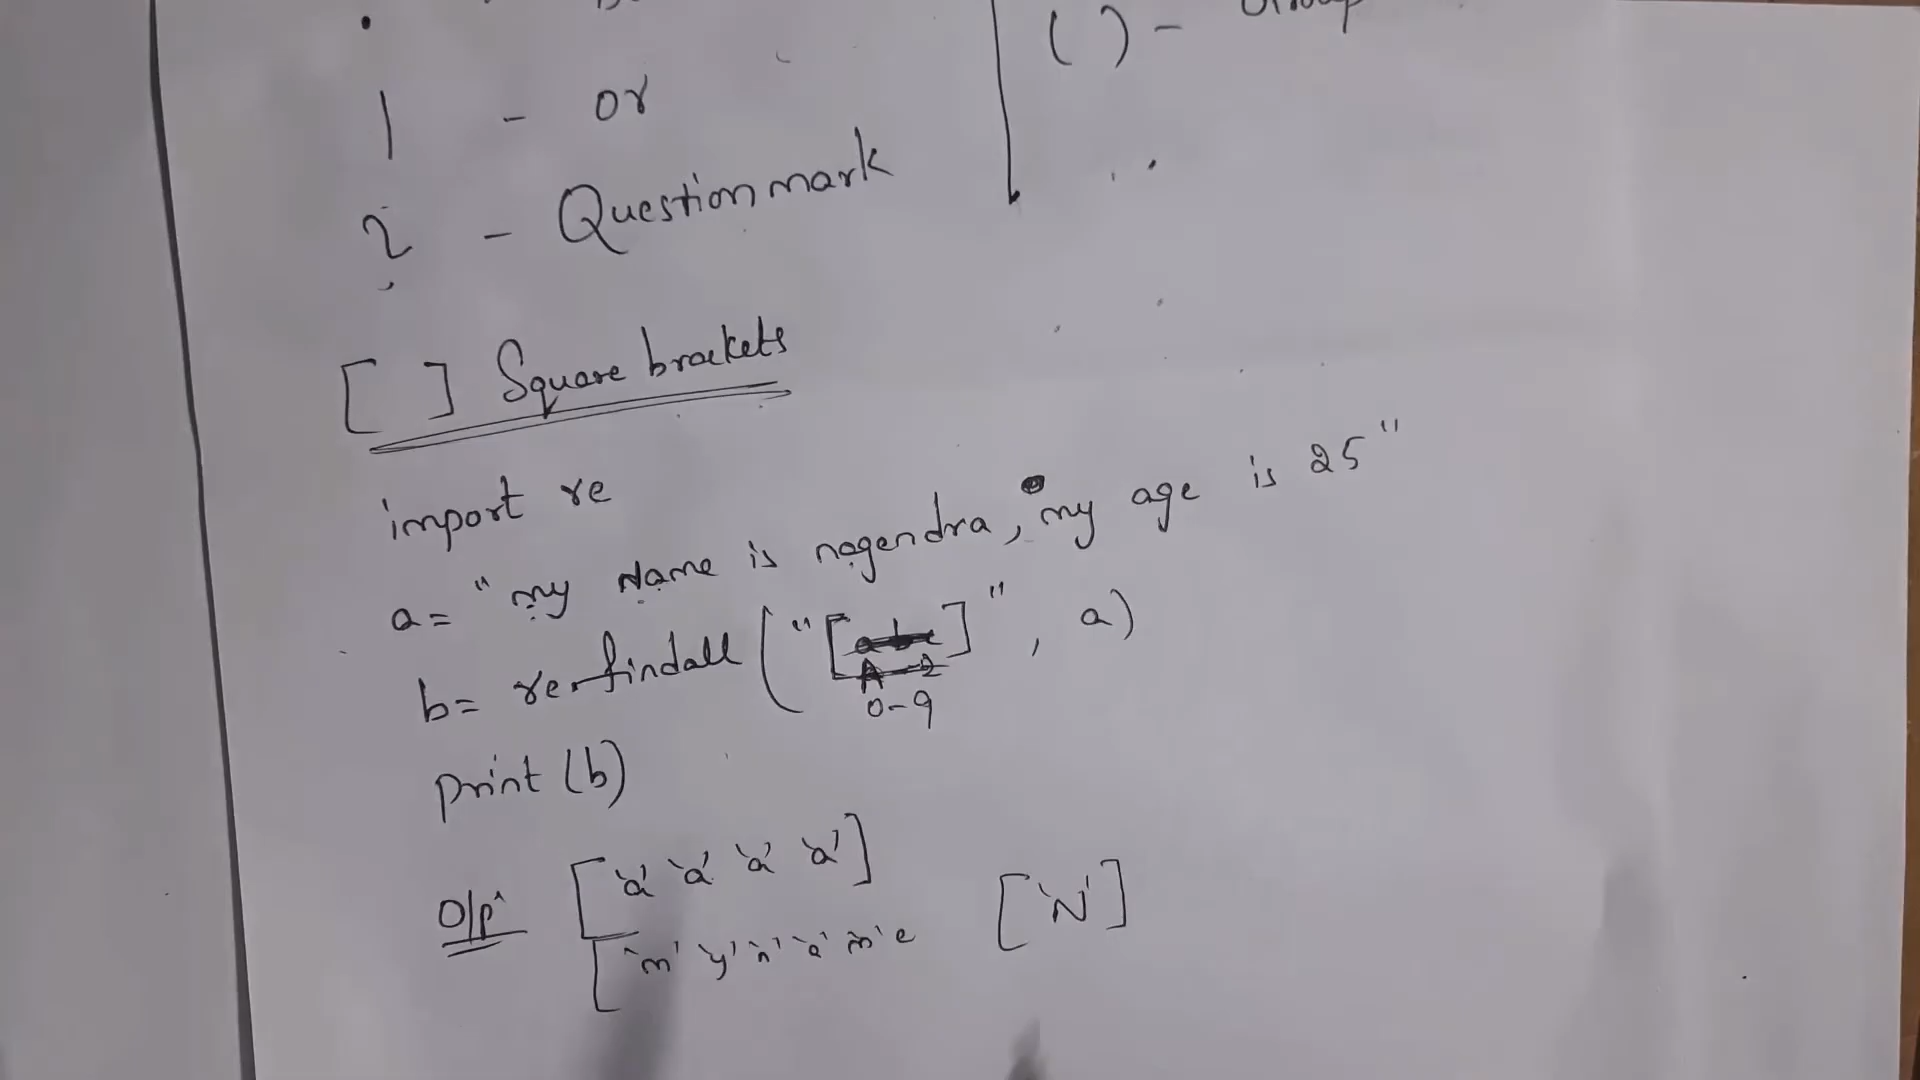 ( ) - Group
| - or
? - Question mark
[ ] Square brackets
import re
a= "my Name is nagendra, my age is 25"
b= re.findall ("[
0-9
]", a)
print (b)
O/p [ 'a' 'a' 'a' 'a' ]
[ 'm' 'y' 'n' 'a' 'm' e
[ 'N' ]